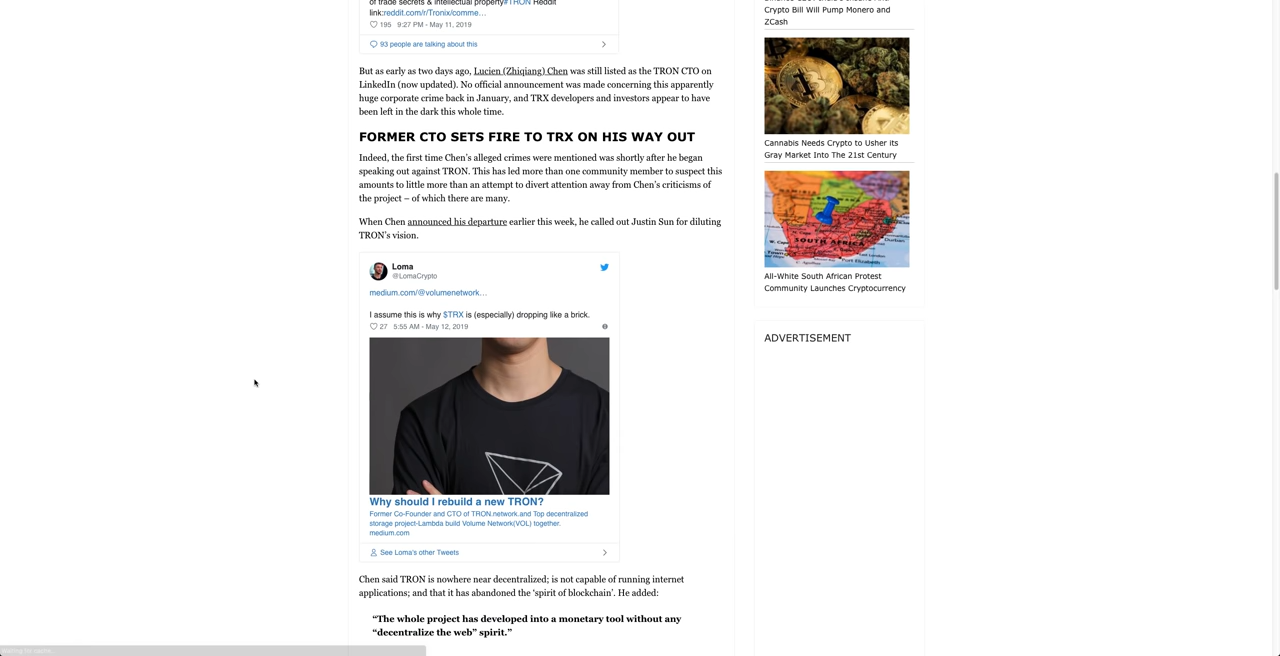 of trade secrets & intellectual property#TRON Reddit
link:reddit.com/r/Tronix/comme…
195 9:27 PM - May 11, 2019
93 people are talking about this
But as early as two days ago, Lucien (Zhiqiang) Chen was still listed as the TRON CTO on
LinkedIn (now updated). No official announcement was made concerning this apparently
huge corporate crime back in January, and TRX developers and investors appear to have
been left in the dark this whole time.
FORMER CTO SETS FIRE TO TRX ON HIS WAY OUT
Indeed, the first time Chen’s alleged crimes were mentioned was shortly after he began
speaking out against TRON. This has led more than one community member to suspect this
amounts to little more than an attempt to divert attention away from Chen’s criticisms of
the project – of which there are many.
When Chen announced his departure earlier this week, he called out Justin Sun for diluting
TRON’s vision.
Loma
@LomaCrypto
medium.com/@volumenetwork…
I assume this is why $TRX is (especially) dropping like a brick.
27 5:55 AM - May 12, 2019
Why should I rebuild a new TRON?
Former Co-Founder and CTO of TRON.network.and Top decentralized
storage project-Lambda build Volume Network(VOL) together.
medium.com
See Loma's other Tweets
Chen said TRON is nowhere near decentralized; is not capable of running internet
applications; and that it has abandoned the ‘spirit of blockchain’. He added:
“The whole project has developed into a monetary tool without any
“decentralize the web” spirit.”
Crypto Bill Will Pump Monero and
ZCash
Cannabis Needs Crypto to Usher its
Gray Market Into The 21st Century
SOUTH AFRICA
All-White South African Protest
Community Launches Cryptocurrency
ADVERTISEMENT
Waiting for cache…